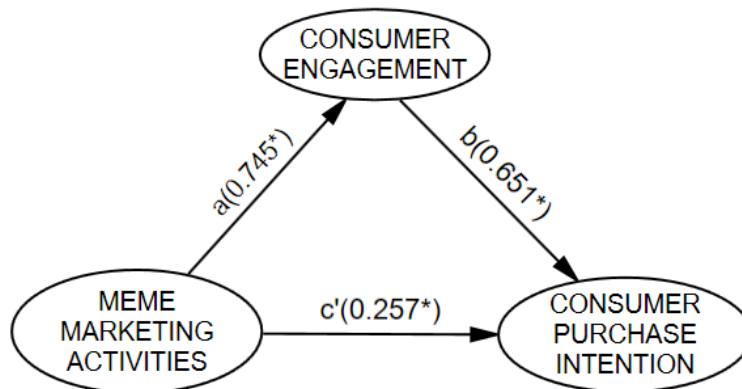 CONSUMER
ENGAGEMENT
a(0.745*)
b(0.651*)
MEME
MARKETING
ACTIVITIES
c'(0.257*)
CONSUMER
PURCHASE
INTENTION